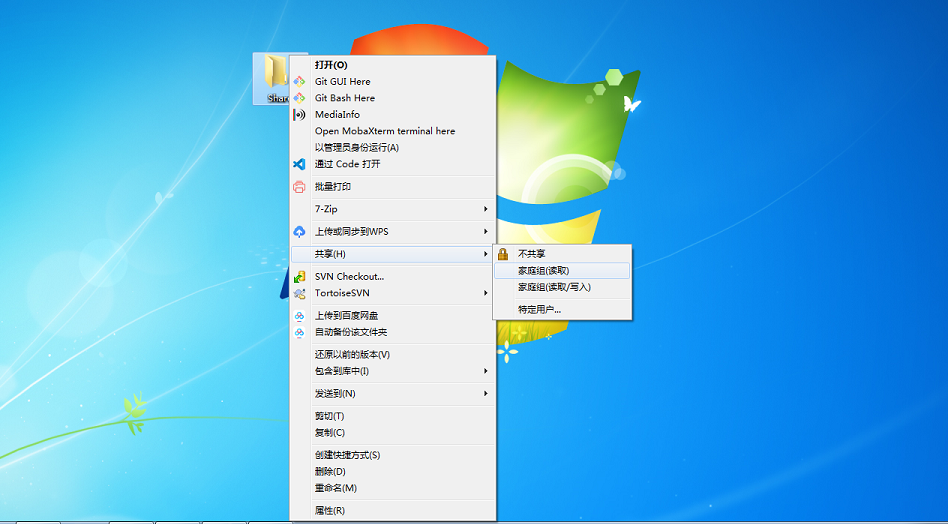 Share
打开(O)
Git GUI Here
Git Bash Here
MediaInfo
Open MobaXterm terminal here
以管理员身份运行(A)
通过 Code 打开
批量打印
7-Zip
上传或同步到WPS
共享(H)
不共享
家庭组(读取)
家庭组(读取/写入)
特定用户...
SVN Checkout...
TortoiseSVN
上传到百度网盘
自动备份该文件夹
还原以前的版本(V)
包含到库中(I)
发送到(N)
剪切(T)
复制(C)
创建快捷方式(S)
删除(D)
重命名(M)
属性(R)